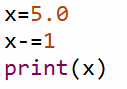 x=5.0
x-=1
print(x)